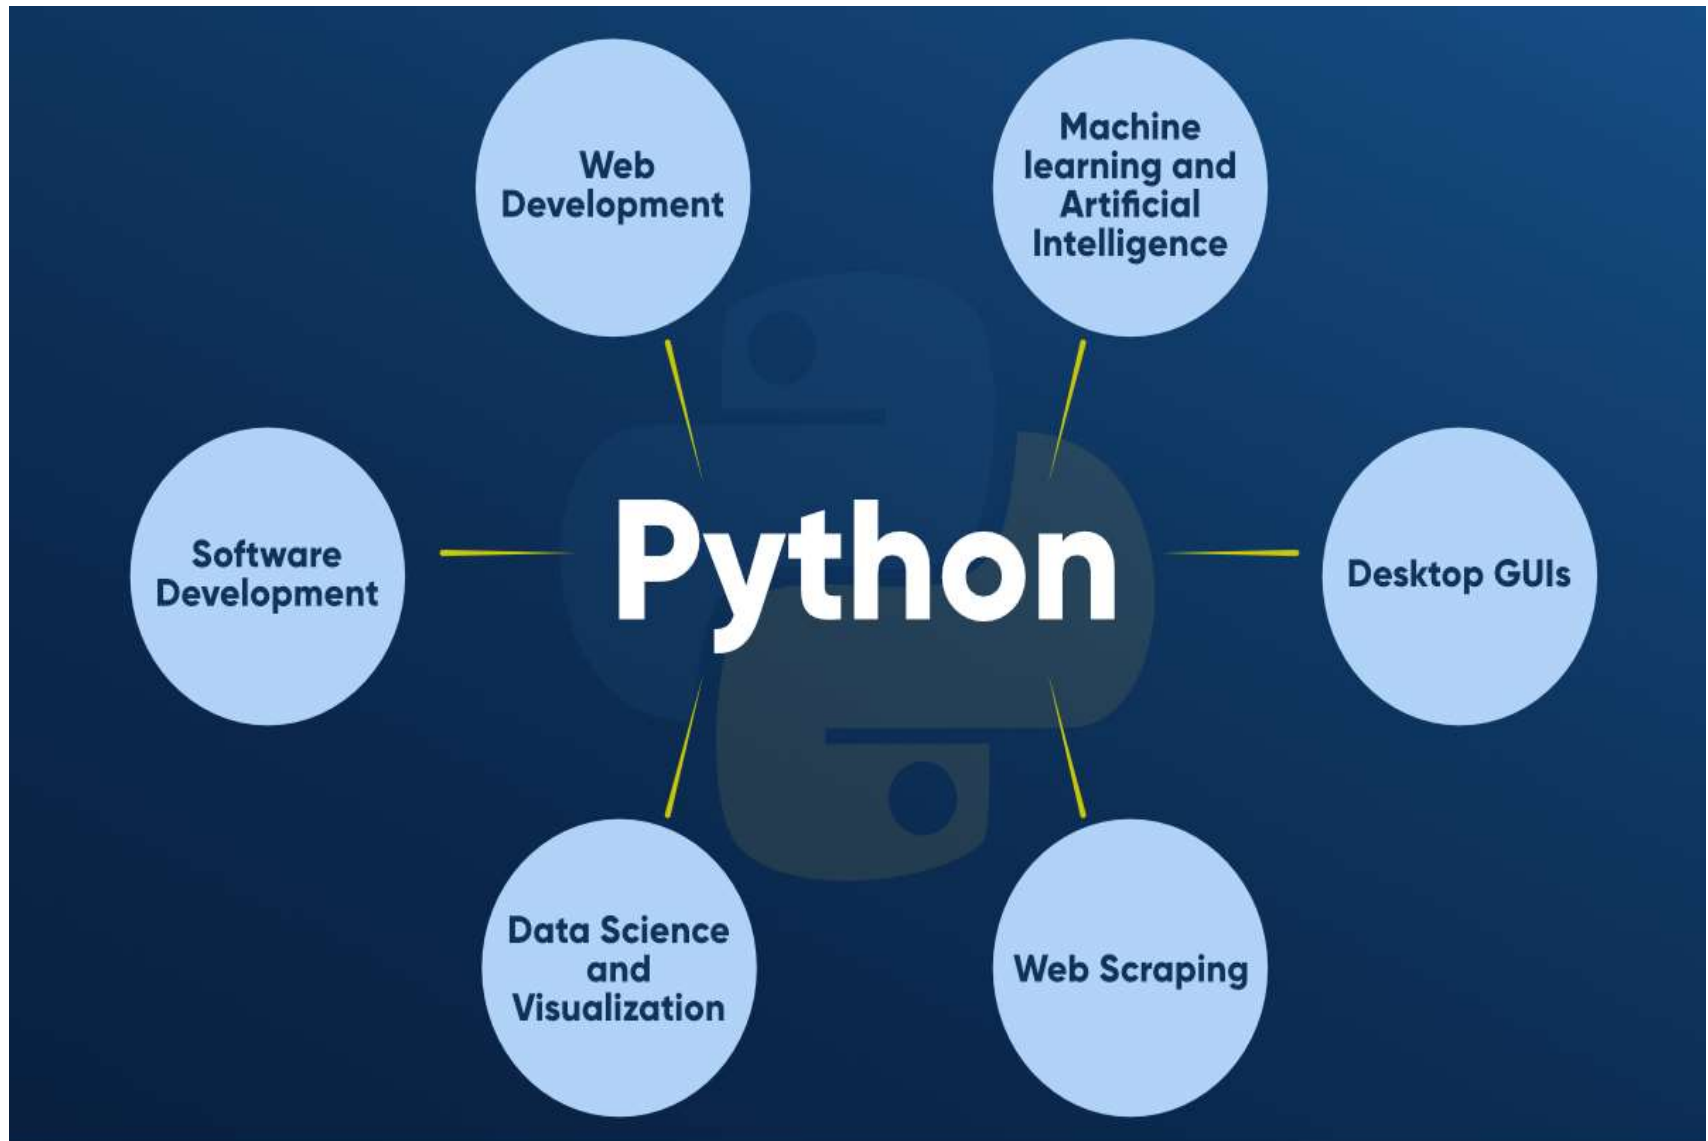 Web
Development
Machine
learning and
Artificial
Intelligence
Software
Development
Python
Desktop GUIs
Data Science
and
Visualization
Web Scraping